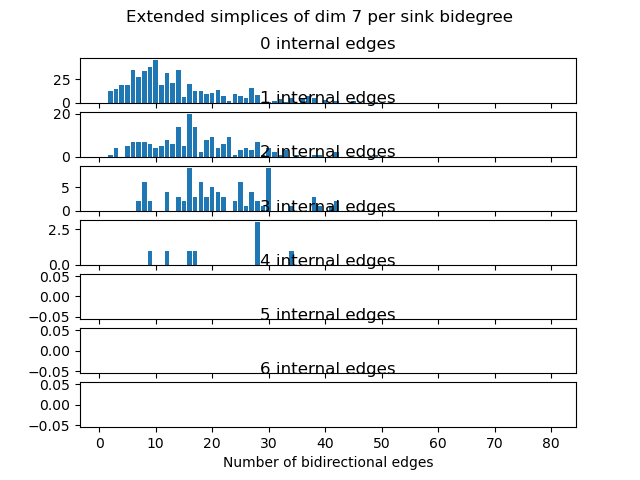 Extended simplices of dim 7 per sink bidegree
0 internal edges
25
0
1 internal edges
20
0
2 internal edges
5
0
3 internal edges
2.5
0.0
4 internal edges
0.05
0.00
−0.05
5 internal edges
0.05
0.00
−0.05
6 internal edges
0.05
0.00
−0.05
0 10 20 30 40 50 60 70 80
Number of bidirectional edges